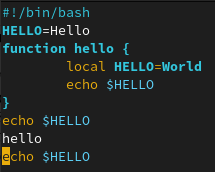 #!/bin/bash
HELLO=Hello
function hello {
        local HELLO=World
        echo $HELLO
}
echo $HELLO
hello
echo $HELLO